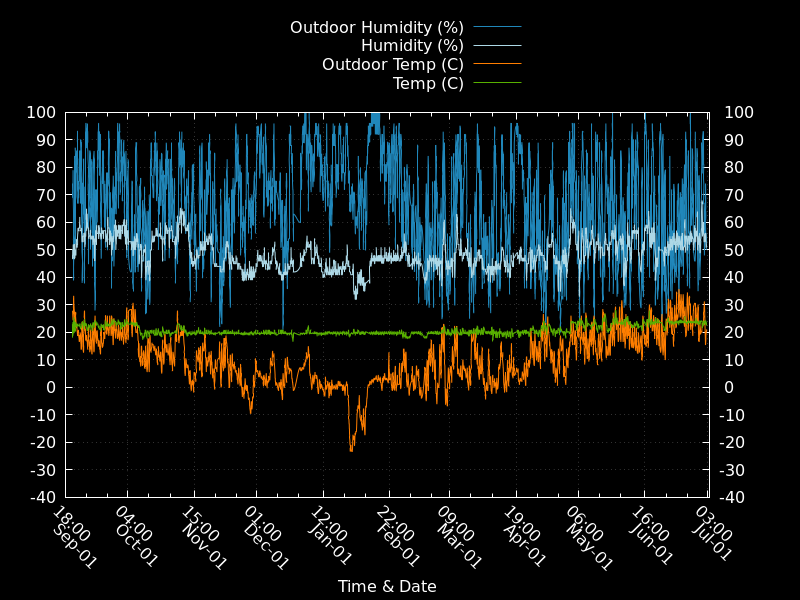 Outdoor Humidity (%)
Humidity (%)
Outdoor Temp (C)
Temp (C)
100 100
90 90
80 80
70 70
60 60
50 50
40 40
30 30
20 20
10 10
0 0
-10 -10
-20 -20
-30 -30
-40 -40
18:00 Sep-01
04:00 Oct-01
15:00 Nov-01
01:00 Dec-01
12:00 Jan-01
22:00 Feb-01
09:00 Mar-01
19:00 Apr-01
06:00 May-01
16:00 Jun-01
03:00 Jul-01
Time & Date